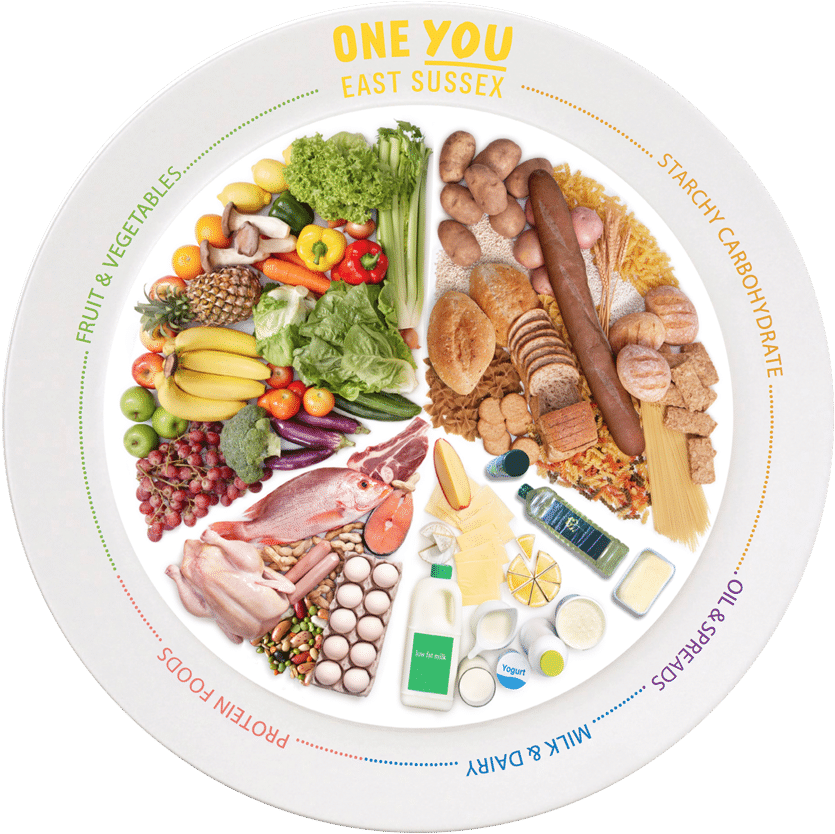 ONE YOU
EAST SUSSEX
FRUIT & VEGETABLES
STARCHY CARBOHYDRATE
OIL & SPREADS
MILK & DAIRY
PROTEIN FOODS
low fat milk
Yogurt